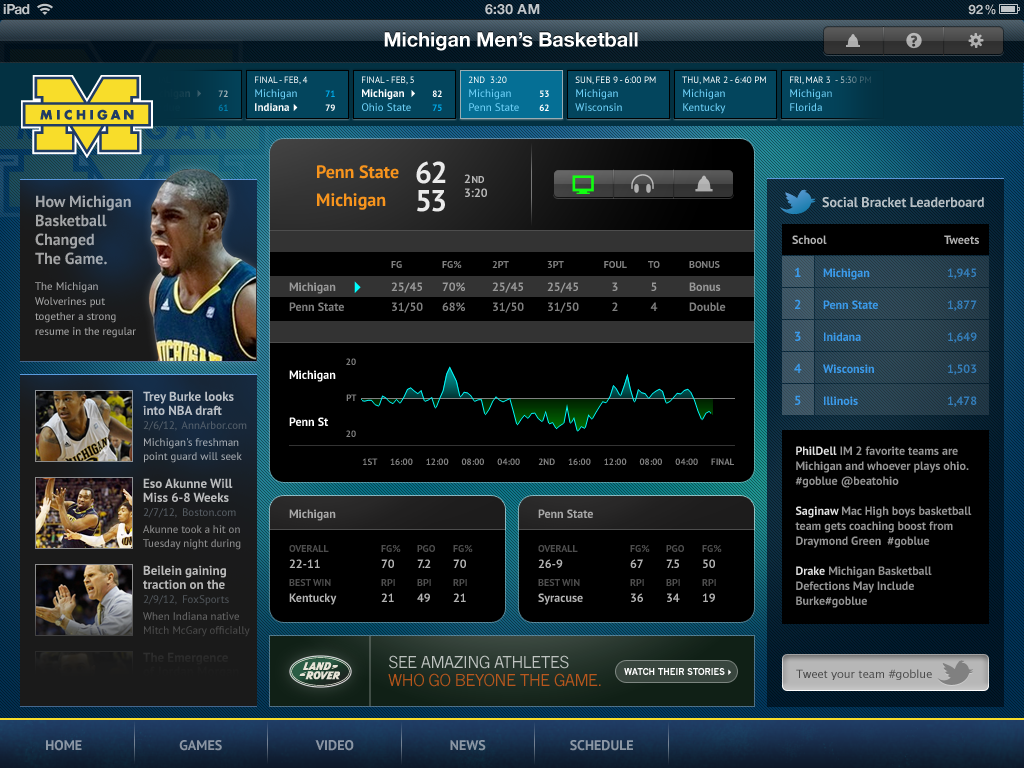 iPad
6:30 AM
92%
Michigan Men's Basketball
MICHIGAN
72
61
FINAL - FEB, 4
Michigan 71
Indiana 79
FINAL - FEB, 5
Michigan 82
Ohio State 75
2ND 3:20
Michigan 53
Penn State 62
SUN, FEB 9 - 6:00 PM
Michigan
Wisconsin
THU, MAR 2 - 6:40 PM
Michigan
Kentucky
FRI, MAR 3 - 5:30 PM
Michigan
Florida
How Michigan
Basketball
Changed
The Game.
The Michigan
Wolverines put
together a strong
resume in the regular
MICHIGAN
Trey Burke looks
into NBA draft
2/6/12, AnnArbor.com
Michigan's freshman
point guard will seek
Eso Akunne Will
Miss 6-8 Weeks
2/7/12, Boston.com
Akunne took a hit on
Tuesday night during
Beilein gaining
traction on the
2/9/12, FoxSports
When Indiana native
Mitch McGary officially
The Emergence
Penn State 62
Michigan 53
2ND
3:20
FG FG% 2PT 3PT FOUL TO BONUS
Michigan 25/45 70% 25/45 25/45 3 5 Bonus
Penn State 31/50 68% 31/50 31/50 2 4 Double
20
Michigan
PT
Penn St
20
1ST 16:00 12:00 08:00 04:00 2ND 16:00 12:00 08:00 04:00 FINAL
Michigan
OVERALL FG% PGO FG%
22-11 70 7.2 70
BEST WIN RPI BPI RPI
Kentucky 21 49 21
Penn State
OVERALL FG% PGO FG%
26-9 67 7.5 50
BEST WIN RPI BPI RPI
Syracuse 36 34 19
LAND-ROVER
SEE AMAZING ATHLETES
WHO GO BEYONE THE GAME.
WATCH THEIR STORIES
Social Bracket Leaderboard
School Tweets
1 Michigan 1,945
2 Penn State 1,877
3 Inidana 1,649
4 Wisconsin 1,503
5 Illinois 1,478
PhilDell IM 2 favorite teams are
Michigan and whoever plays ohio.
#goblue @beatohio
Saginaw Mac High boys basketball
team gets coaching boost from
Draymond Green #goblue
Drake Michigan Basketball
Defections May Include
Burke#goblue
Tweet your team #goblue
HOME GAMES VIDEO NEWS SCHEDULE